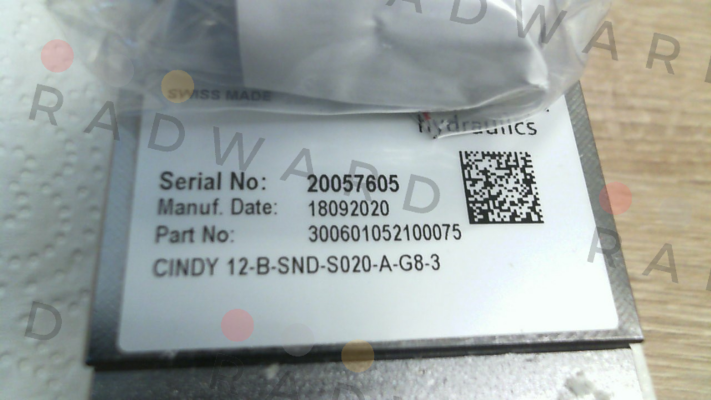 SWISS MADE
hydraulics
Serial No: 20057605
Manuf. Date: 18092020
Part No: 300601052100075
CINDY 12-B-SND-S020-A-G8-3
RADWARD
RADWARD